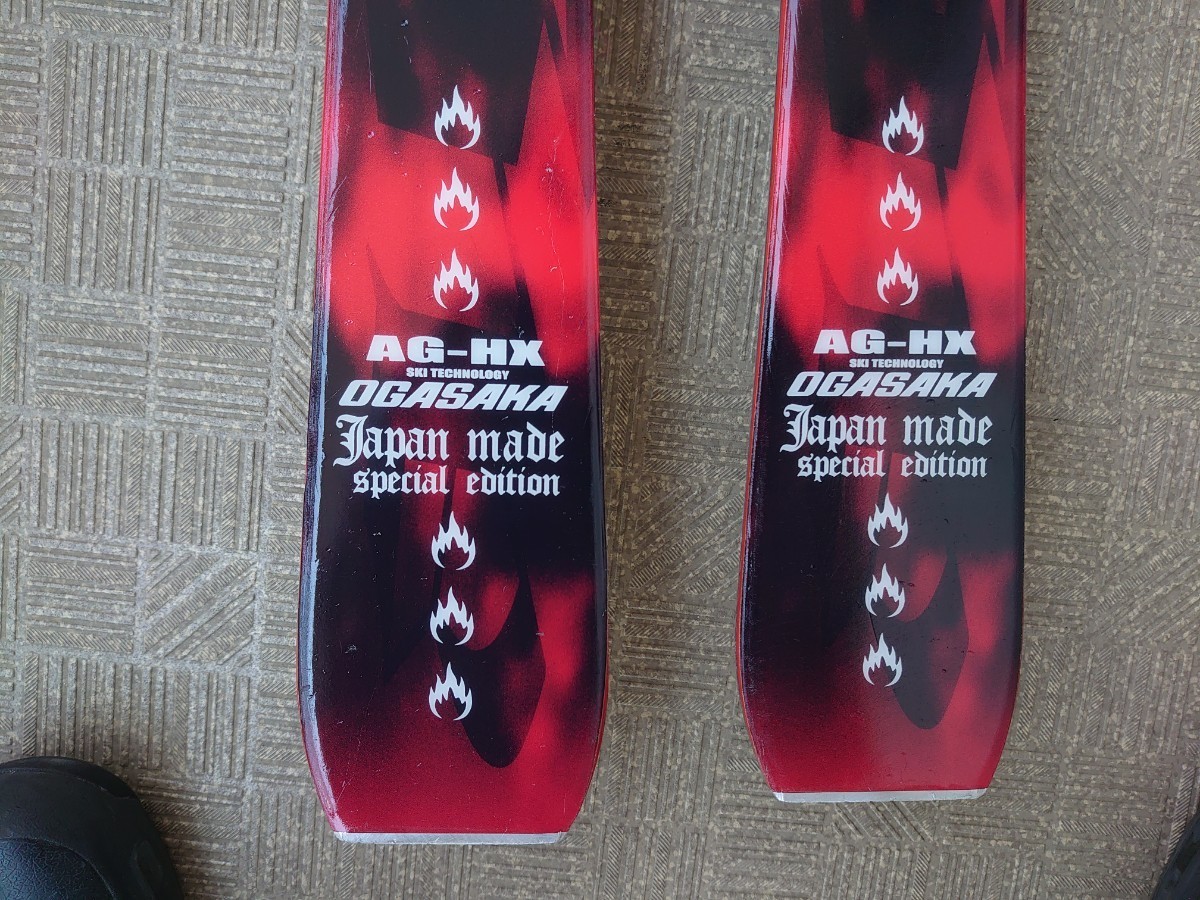 AG-HX
SKI TECHNOLOGY
OGASAKA
Japan made
special edition
AG-HX
SKI TECHNOLOGY
OGASAKA
Japan made
special edition